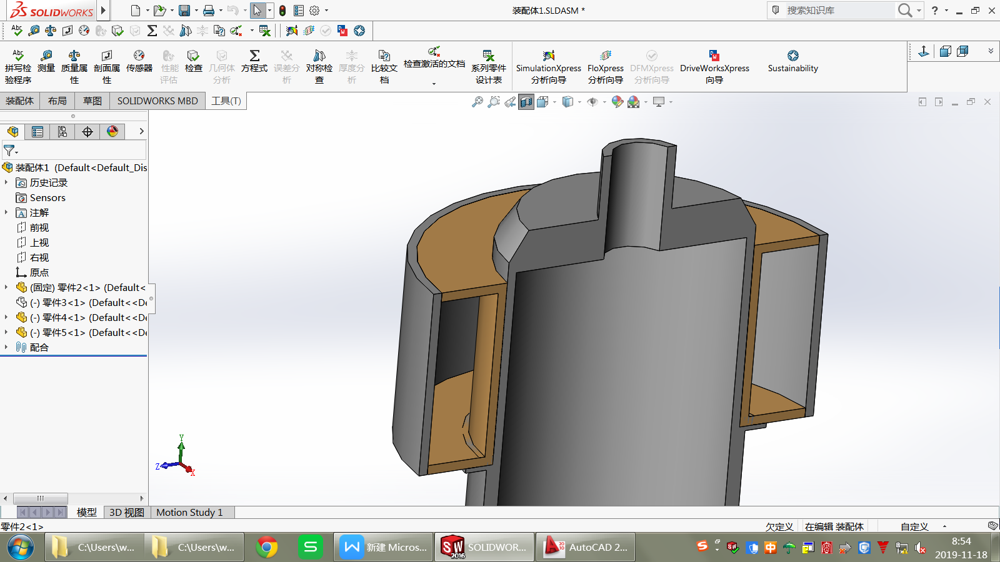 SOLIDWORKS
装配体1.SLDASM *
搜索知识库
拼写检验程序
测量
质量属性
剖面属性
传感器
性能评估
检查
几何体分析
方程式
误差分析
对称检查
厚度分析
比较文档
检查激活的文档
系列零件设计表
SimulationXpress 分析向导
FloXpress 分析向导
DFMXpress 分析向导
DriveWorksXpress 向导
Sustainability
装配体
布局
草图
SOLIDWORKS MBD
工具(T)
装配体1 (Default<Default_Dis
历史记录
Sensors
注解
前视
上视
右视
原点
(固定) 零件2<1> (Default<
(-) 零件3<1> (Default<<De
(-) 零件4<1> (Default<<De
(-) 零件5<1> (Default<<De
配合
Y
Z
X
模型
3D 视图
Motion Study 1
零件2<1>
欠定义
在编辑 装配体
自定义
C:\Users\w...
C:\Users\w...
新建 Micros...
SOLIDWOR...
AutoCAD 2...
8:54
2019-11-18